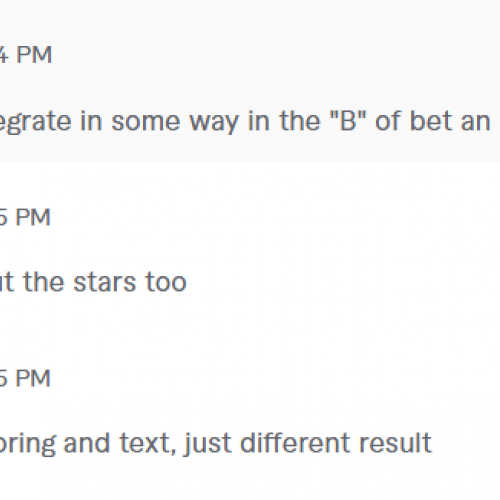 4 PM
egrate in some way in the "B" of bet an
5 PM
ut the stars too
5 PM
oring and text, just different result